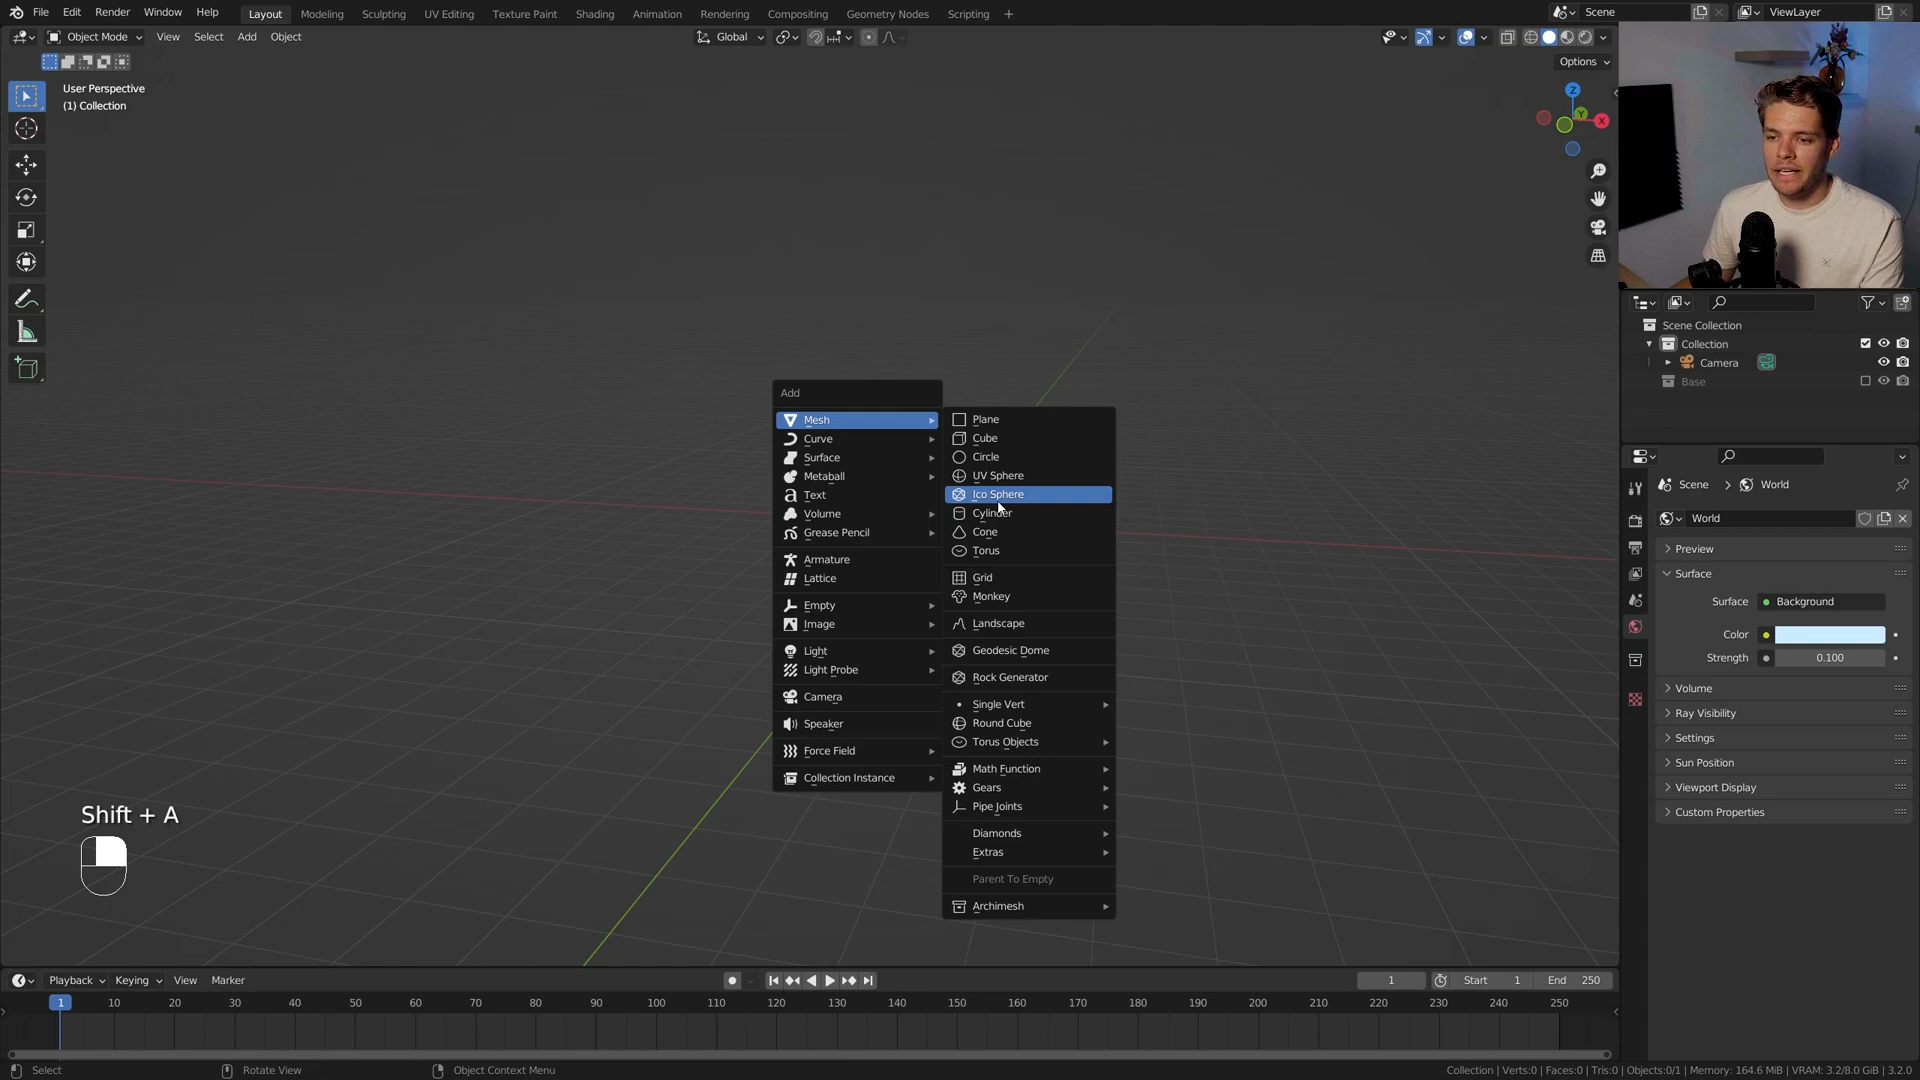 File Edit Render Window Help Layout Modeling Sculpting UV Editing Texture Paint Shading Animation Rendering Compositing Geometry Nodes Scripting + Scene ViewLayer
Object Mode View Select Add Object Global
Options
User Perspective
(1) Collection
Z
Y
X
Scene Collection
Collection
Camera
Base
Add
Mesh
Curve
Surface
Metaball
Text
Volume
Grease Pencil
Armature
Lattice
Empty
Image
Light
Light Probe
Camera
Speaker
Force Field
Collection Instance
Plane
Cube
Circle
UV Sphere
Ico Sphere
Cylinder
Cone
Torus
Grid
Monkey
Landscape
Geodesic Dome
Rock Generator
Single Vert
Round Cube
Torus Objects
Math Function
Gears
Pipe Joints
Diamonds
Extras
Parent To Empty
Archimesh
Scene > World
World
Preview
Surface
Surface Background
Color
Strength 0.100
Volume
Ray Visibility
Settings
Sun Position
Viewport Display
Custom Properties
Shift + A
Playback Keying View Marker 1 Start 1 End 250
1 10 20 30 40 50 60 70 80 90 100 110 120 130 140 150 160 170 180 190 200 210 220 230 240 250
Select Rotate View Object Context Menu Collection | Verts:0 | Faces:0 | Tris:0 | Objects:0/1 | Memory: 164.6 MiB | VRAM: 3.2/8.0 GiB | 3.2.0